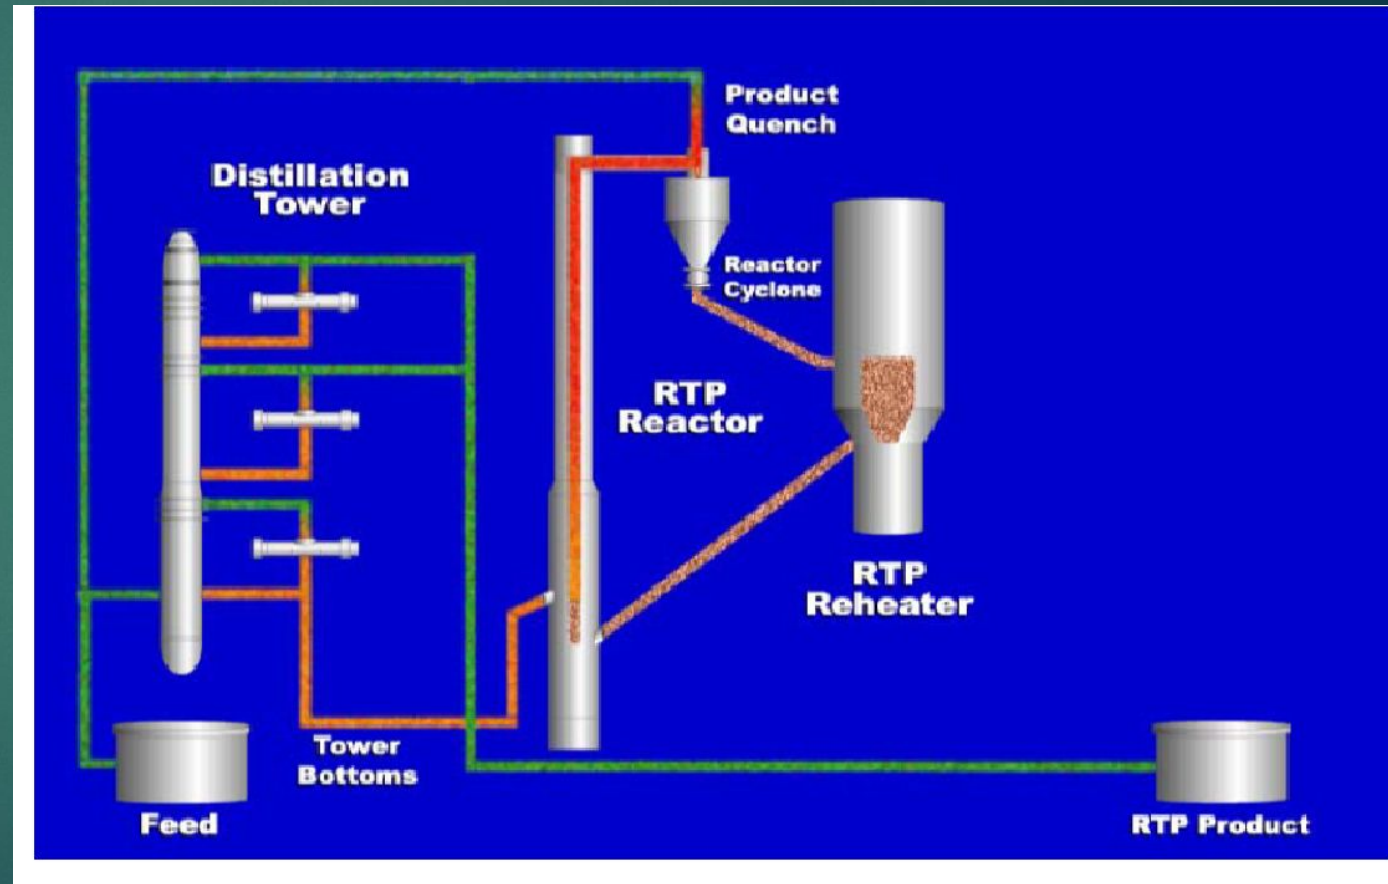 Product
Quench
Distillation
Tower
Reactor
Cyclone
RTP
Reactor
RTP
Reheater
Tower
Bottoms
Feed
RTP Product